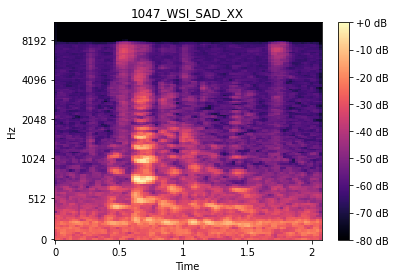 1047_WSI_SAD_XX
+0 dB
8192
-10 dB
4096
-20 dB
-30 dB
2048
Hz
-40 dB
1024
-50 dB
512
-60 dB
-70 dB
0
-80 dB
0 0.5 1 1.5 2
Time